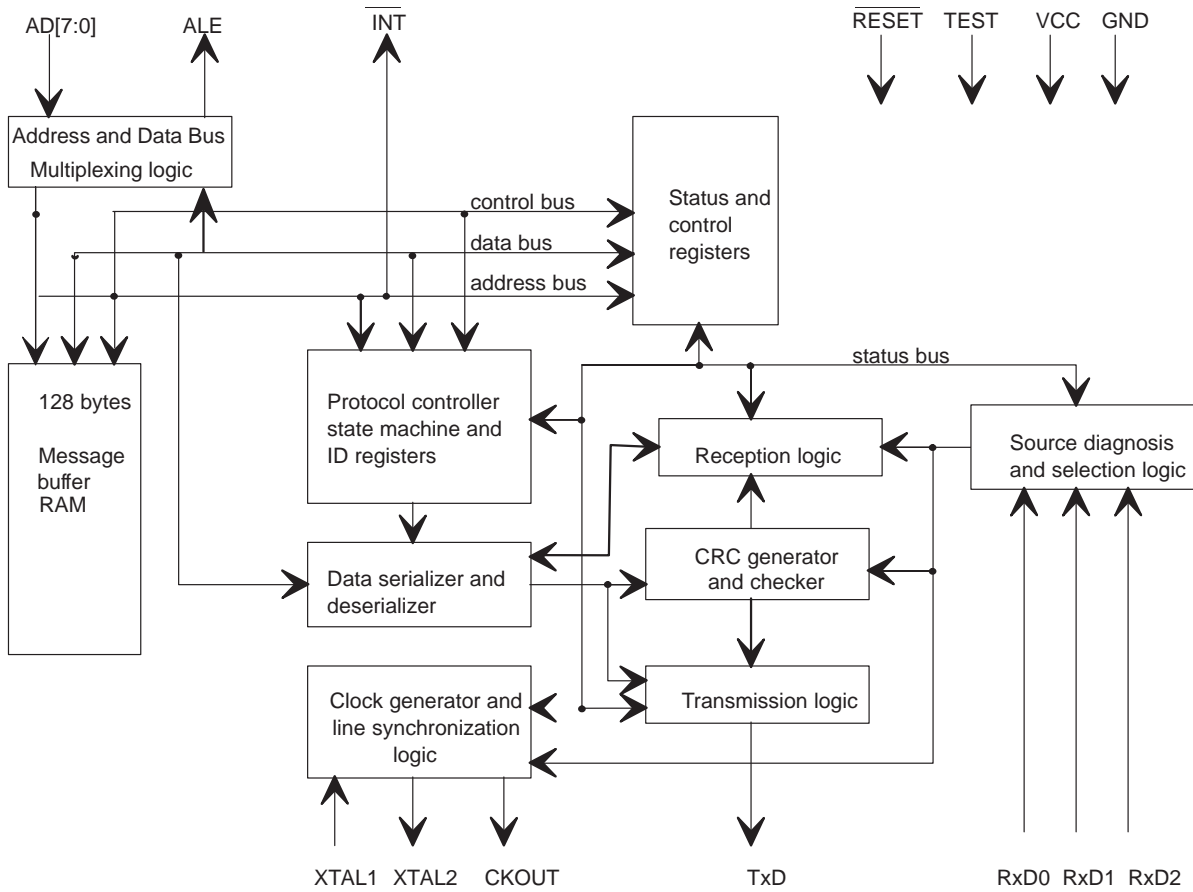 AD[7:0]
ALE
INT
RESET
TEST
VCC
GND
Address and Data Bus
Multiplexing logic
Status and
control
registers
control bus
data bus
address bus
status bus
128 bytes
Message
buffer
RAM
Protocol controller
state machine and
ID registers
Reception logic
Source diagnosis
and selection logic
Data serializer and
deserializer
CRC generator
and checker
Clock generator and
line synchronization
logic
Transmission logic
XTAL1
XTAL2
CKOUT
TxD
RxD0
RxD1
RxD2